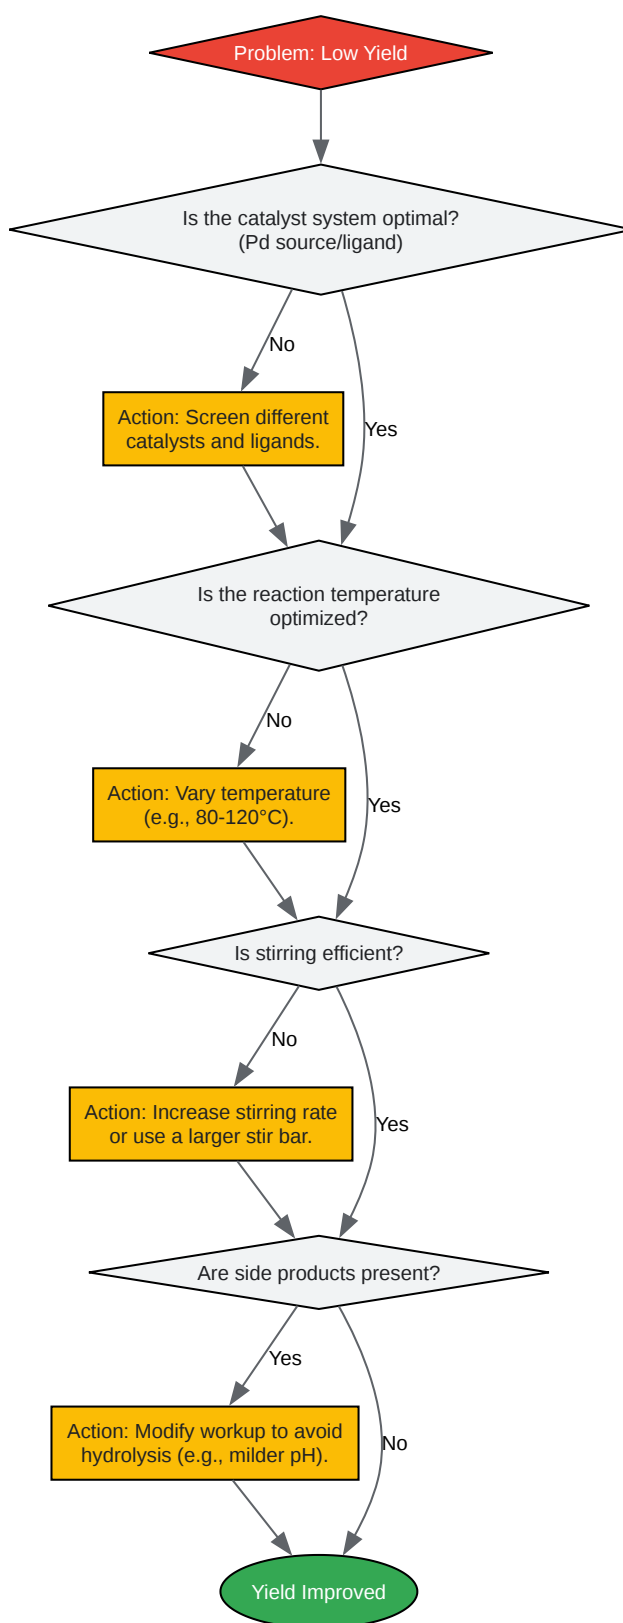 Problem: Low Yield
Is the catalyst system optimal?
(Pd source/ligand)
No
Action: Screen different
catalysts and ligands.
Yes
Is the reaction temperature
optimized?
No
Action: Vary temperature
(e.g., 80-120°C).
Yes
Is stirring efficient?
No
Action: Increase stirring rate
or use a larger stir bar.
Yes
Are side products present?
Yes
Action: Modify workup to avoid
hydrolysis (e.g., milder pH).
No
Yield Improved